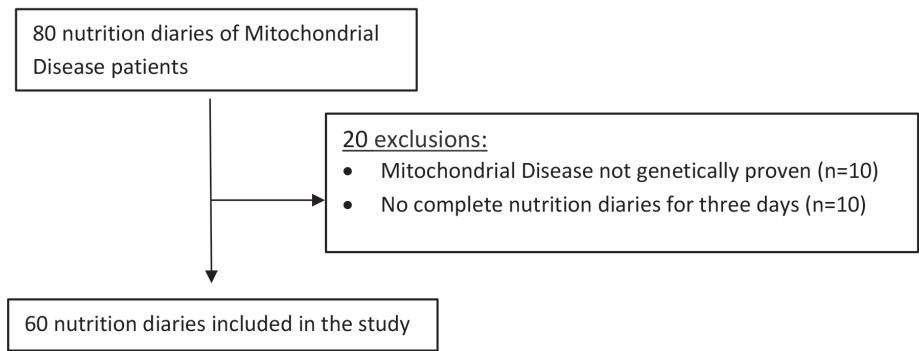 80 nutrition diaries of Mitochondrial
Disease patients
20 exclusions:
• Mitochondrial Disease not genetically proven (n=10)
• No complete nutrition diaries for three days (n=10)
60 nutrition diaries included in the study